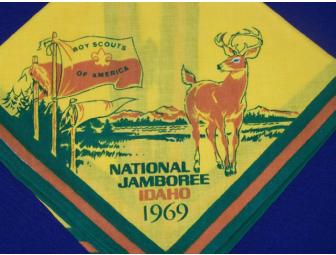 BOY SCOUTS
OF AMERICA
NATIONAL
JAMBOREE
IDAHO
1969